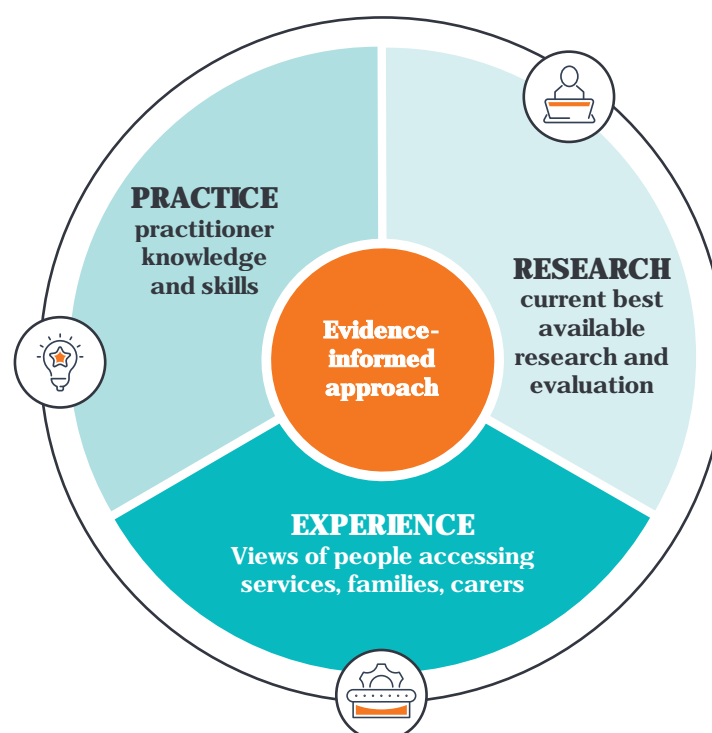 PRACTICE
practitioner
knowledge
and skills
RESEARCH
current best
available
research and
evaluation
Evidence-
informed
approach
EXPERIENCE
Views of people accessing
services, families, carers